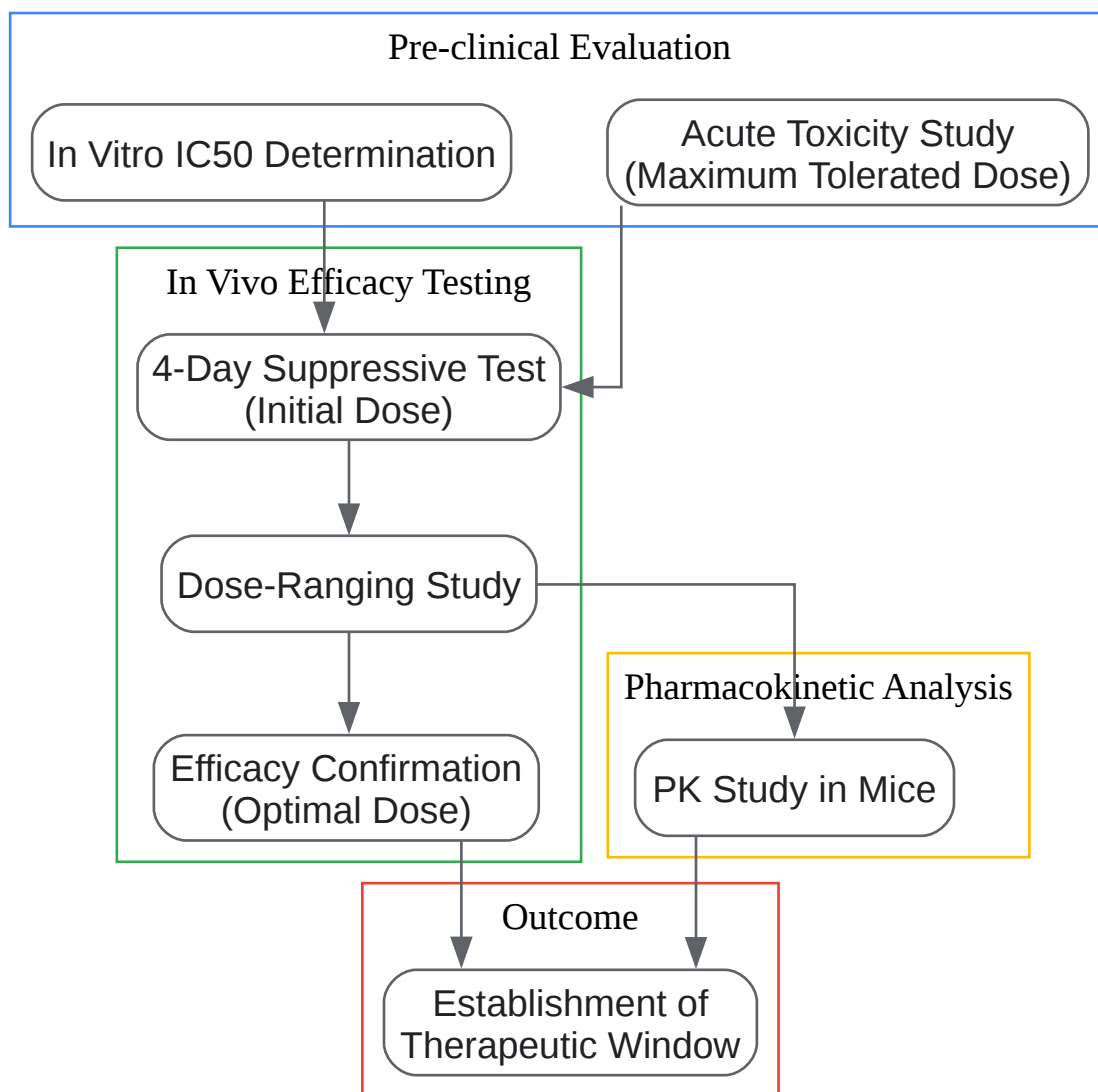 Pre-clinical Evaluation
In Vitro IC50 Determination
Acute Toxicity Study
(Maximum Tolerated Dose)
In Vivo Efficacy Testing
4-Day Suppressive Test
(Initial Dose)
Dose-Ranging Study
Pharmacokinetic Analysis
Efficacy Confirmation
(Optimal Dose)
PK Study in Mice
Outcome
Establishment of
Therapeutic Window